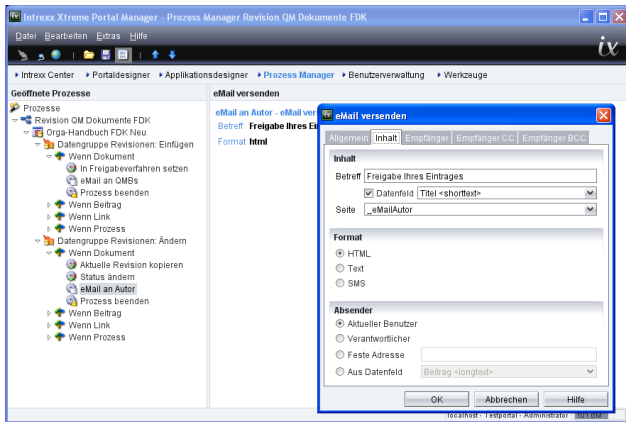 Intrexx Xtreme Portal Manager - Prozess Manager Revision QM Dokumente FDK
Datei Bearbeiten Extras Hilfe
ix
Intrexx Center Portaldesigner Applikationsdesigner Prozess Manager Benutzerverwaltung Werkzeuge
Geöffnete Prozesse
Prozesse
Revision QM Dokumente FDK
Orga-Handbuch FDK Neu
Datengruppe Revisionen: Einfügen
Wenn Dokument
In Freigabeverfahren setzen
eMail an QMBs
Prozess beenden
Wenn Beitrag
Wenn Link
Wenn Prozess
Datengruppe Revisionen: Ändern
Wenn Dokument
Aktuelle Revision kopieren
Status ändern
eMail an Autor
Prozess beenden
Wenn Beitrag
Wenn Link
Wenn Prozess
eMail versenden
eMail an Autor - eMail ver
Betreff Freigabe Ihres Ei
Format html
eMail versenden
Allgemein Inhalt Empfänger Empfänger CC Empfänger BCC
Inhalt
Betreff Freigabe Ihres Eintrages
Datenfeld Titel <shorttext>
Seite _eMailAutor
Format
HTML
Text
SMS
Absender
Aktueller Benutzer
Verantwortlicher
Feste Adresse
Aus Datenfeld Beitrag <longtext>
OK Abbrechen Hilfe
localhost - Testportal - Administrator